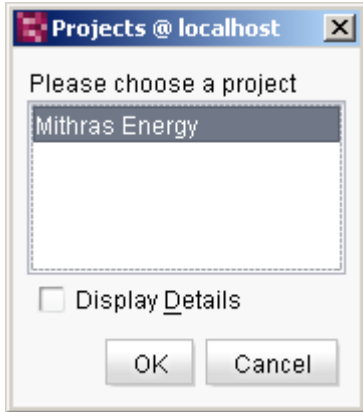 Projects @ localhost
Please choose a project
Mithras Energy
Display Details
OK
Cancel